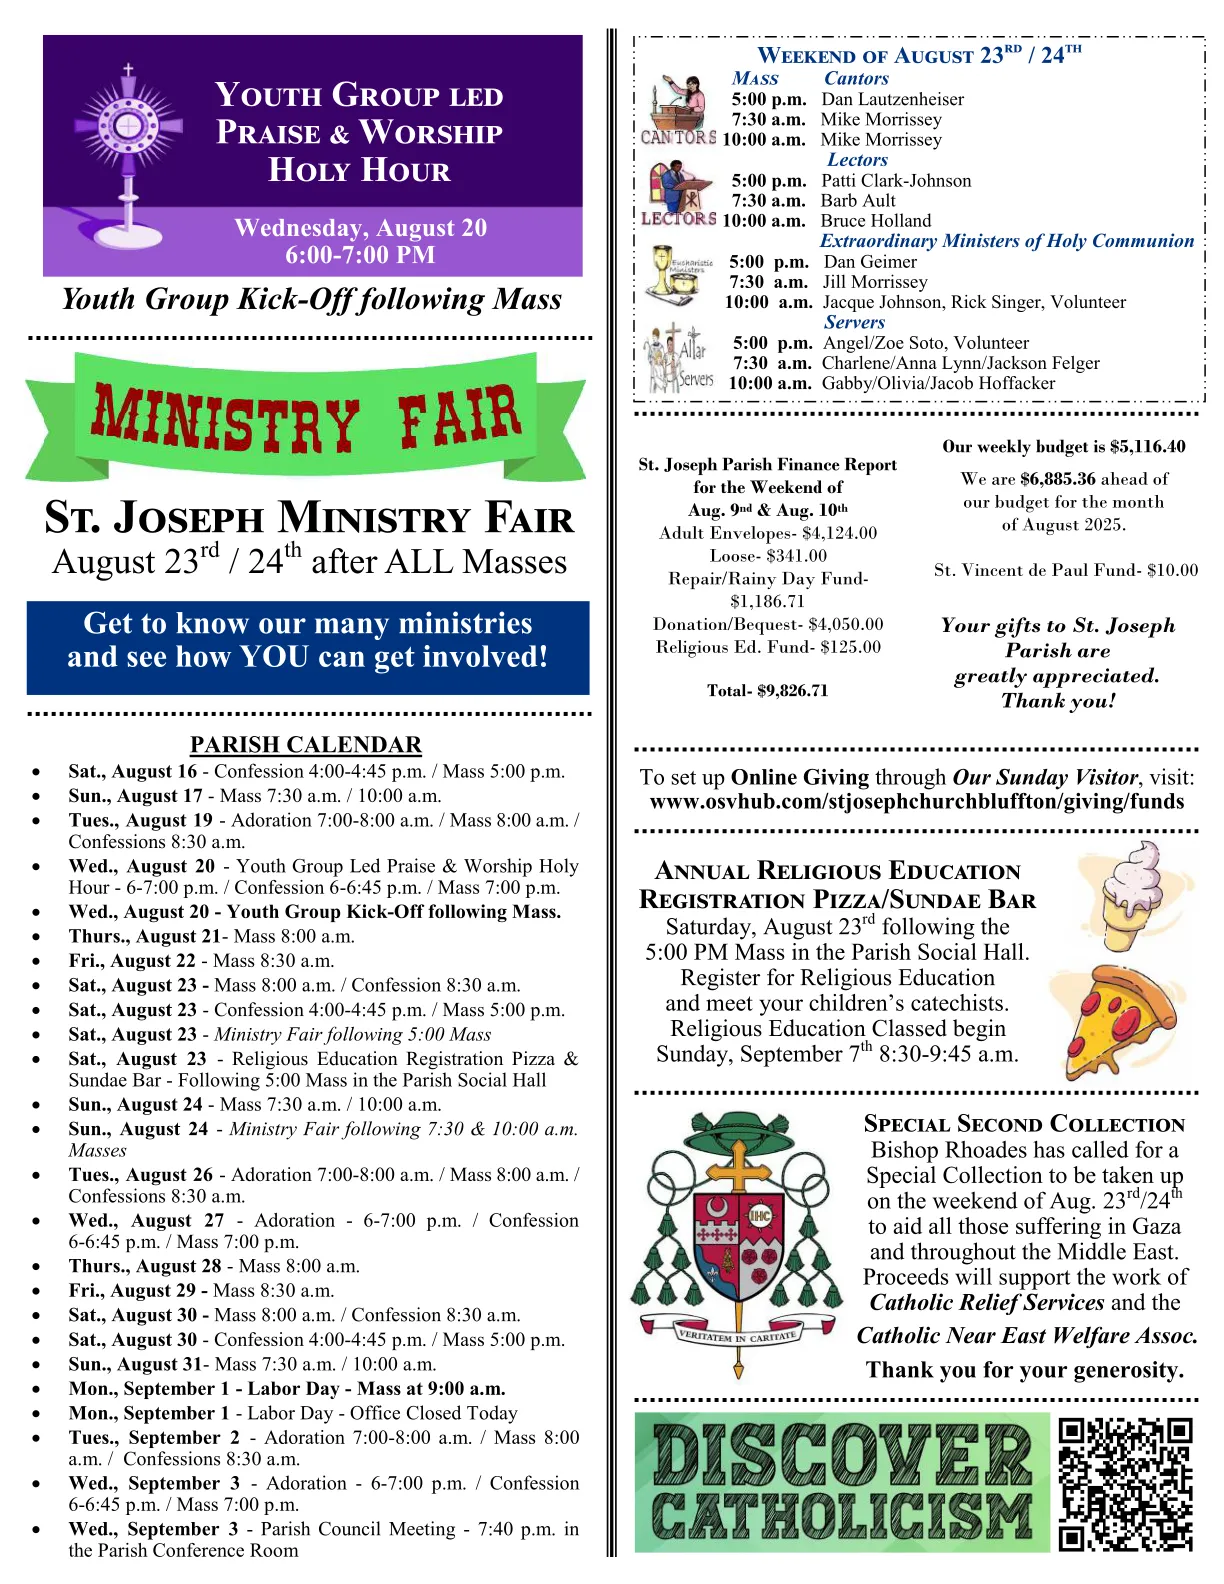 YOUTH GROUP LED
PRAISE & WORSHIP
HOLY HOUR
Wednesday, August 20
6:00-7:00 PM
Youth Group Kick-Off following Mass
MINISTRY FAIR
ST. JOSEPH MINISTRY FAIR
August 23rd / 24th after ALL Masses
Get to know our many ministries
and see how YOU can get involved!
PARISH CALENDAR
• Sat., August 16 - Confession 4:00-4:45 p.m. / Mass 5:00 p.m.
• Sun., August 17 - Mass 7:30 a.m. / 10:00 a.m.
• Tues., August 19 - Adoration 7:00-8:00 a.m. / Mass 8:00 a.m. /
Confessions 8:30 a.m.
• Wed., August 20 - Youth Group Led Praise & Worship Holy
Hour - 6-7:00 p.m. / Confession 6-6:45 p.m. / Mass 7:00 p.m.
• Wed., August 20 - Youth Group Kick-Off following Mass.
• Thurs., August 21- Mass 8:00 a.m.
• Fri., August 22 - Mass 8:30 a.m.
• Sat., August 23 - Mass 8:00 a.m. / Confession 8:30 a.m.
• Sat., August 23 - Confession 4:00-4:45 p.m. / Mass 5:00 p.m.
• Sat., August 23 - Ministry Fair following 5:00 Mass
• Sat., August 23 - Religious Education Registration Pizza &
Sundae Bar - Following 5:00 Mass in the Parish Social Hall
• Sun., August 24 - Mass 7:30 a.m. / 10:00 a.m.
• Sun., August 24 - Ministry Fair following 7:30 & 10:00 a.m.
Masses
• Tues., August 26 - Adoration 7:00-8:00 a.m. / Mass 8:00 a.m. /
Confessions 8:30 a.m.
• Wed., August 27 - Adoration - 6-7:00 p.m. / Confession
6-6:45 p.m. / Mass 7:00 p.m.
• Thurs., August 28 - Mass 8:00 a.m.
• Fri., August 29 - Mass 8:30 a.m.
• Sat., August 30 - Mass 8:00 a.m. / Confession 8:30 a.m.
• Sat., August 30 - Confession 4:00-4:45 p.m. / Mass 5:00 p.m.
• Sun., August 31- Mass 7:30 a.m. / 10:00 a.m.
• Mon., September 1 - Labor Day - Mass at 9:00 a.m.
• Mon., September 1 - Labor Day - Office Closed Today
• Tues., September 2 - Adoration 7:00-8:00 a.m. / Mass 8:00
a.m. / Confessions 8:30 a.m.
• Wed., September 3 - Adoration - 6-7:00 p.m. / Confession
6-6:45 p.m. / Mass 7:00 p.m.
• Wed., September 3 - Parish Council Meeting - 7:40 p.m. in
the Parish Conference Room
WEEKEND OF AUGUST 23RD / 24TH
MASS Cantors
5:00 p.m. Dan Lautzenheiser
7:30 a.m. Mike Morrissey
CANTORS
10:00 a.m. Mike Morrissey
Lectors
5:00 p.m. Patti Clark-Johnson
7:30 a.m. Barb Ault
LECTORS
10:00 a.m. Bruce Holland
Extraordinary Ministers of Holy Communion
Eucharistic
Ministers
5:00 p.m. Dan Geimer
7:30 a.m. Jill Morrissey
10:00 a.m. Jacque Johnson, Rick Singer, Volunteer
Servers
Altar
Servers
5:00 p.m. Angel/Zoe Soto, Volunteer
7:30 a.m. Charlene/Anna Lynn/Jackson Felger
10:00 a.m. Gabby/Olivia/Jacob Hoffacker
St. Joseph Parish Finance Report
for the Weekend of
Aug. 9nd & Aug. 10th
Adult Envelopes- $4,124.00
Loose- $341.00
Repair/Rainy Day Fund-
$1,186.71
Donation/Bequest- $4,050.00
Religious Ed. Fund- $125.00
Total- $9,826.71
Our weekly budget is $5,116.40
We are $6,885.36 ahead of
our budget for the month
of August 2025.
St. Vincent de Paul Fund- $10.00
Your gifts to St. Joseph
Parish are
greatly appreciated.
Thank you!
To set up Online Giving through Our Sunday Visitor, visit:
www.osvhub.com/stjosephchurchbluffton/giving/funds
ANNUAL RELIGIOUS EDUCATION
REGISTRATION PIZZA/SUNDAE BAR
Saturday, August 23rd following the
5:00 PM Mass in the Parish Social Hall.
Register for Religious Education
and meet your children's catechists.
Religious Education Classed begin
Sunday, September 7th 8:30-9:45 a.m.
IHC
VERITATEM IN CARITATE
SPECIAL SECOND COLLECTION
Bishop Rhoades has called for a
Special Collection to be taken up
on the weekend of Aug. 23rd/24th
to aid all those suffering in Gaza
and throughout the Middle East.
Proceeds will support the work of
Catholic Relief Services and the
Catholic Near East Welfare Assoc.
Thank you for your generosity.
DISCOVER
CATHOLICISM